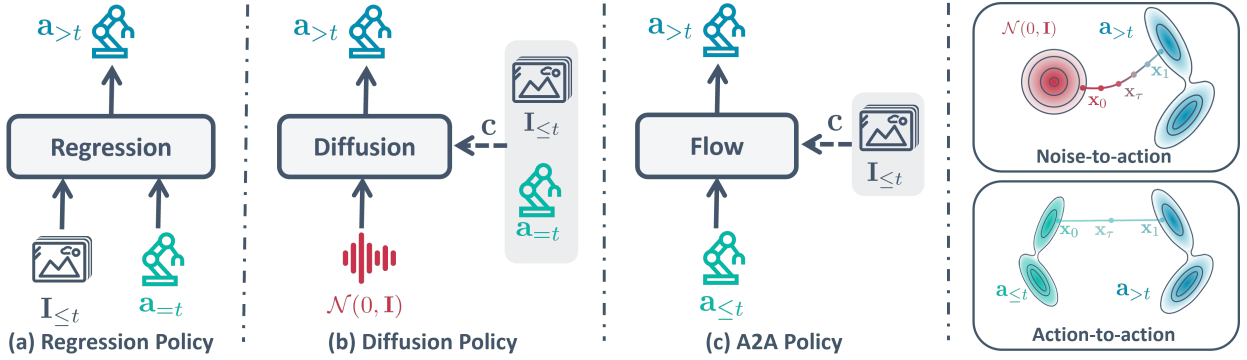 a>t
Regression
I≤t
a=t
(a) Regression Policy
a>t
Diffusion
c
I≤t
a=t
N(0, I)
(b) Diffusion Policy
a>t
Flow
c
I≤t
a≤t
(c) A2A Policy
N(0, I)
a>t
x0
xτ
x1
Noise-to-action
x0
xτ
x1
a≤t
a>t
Action-to-action